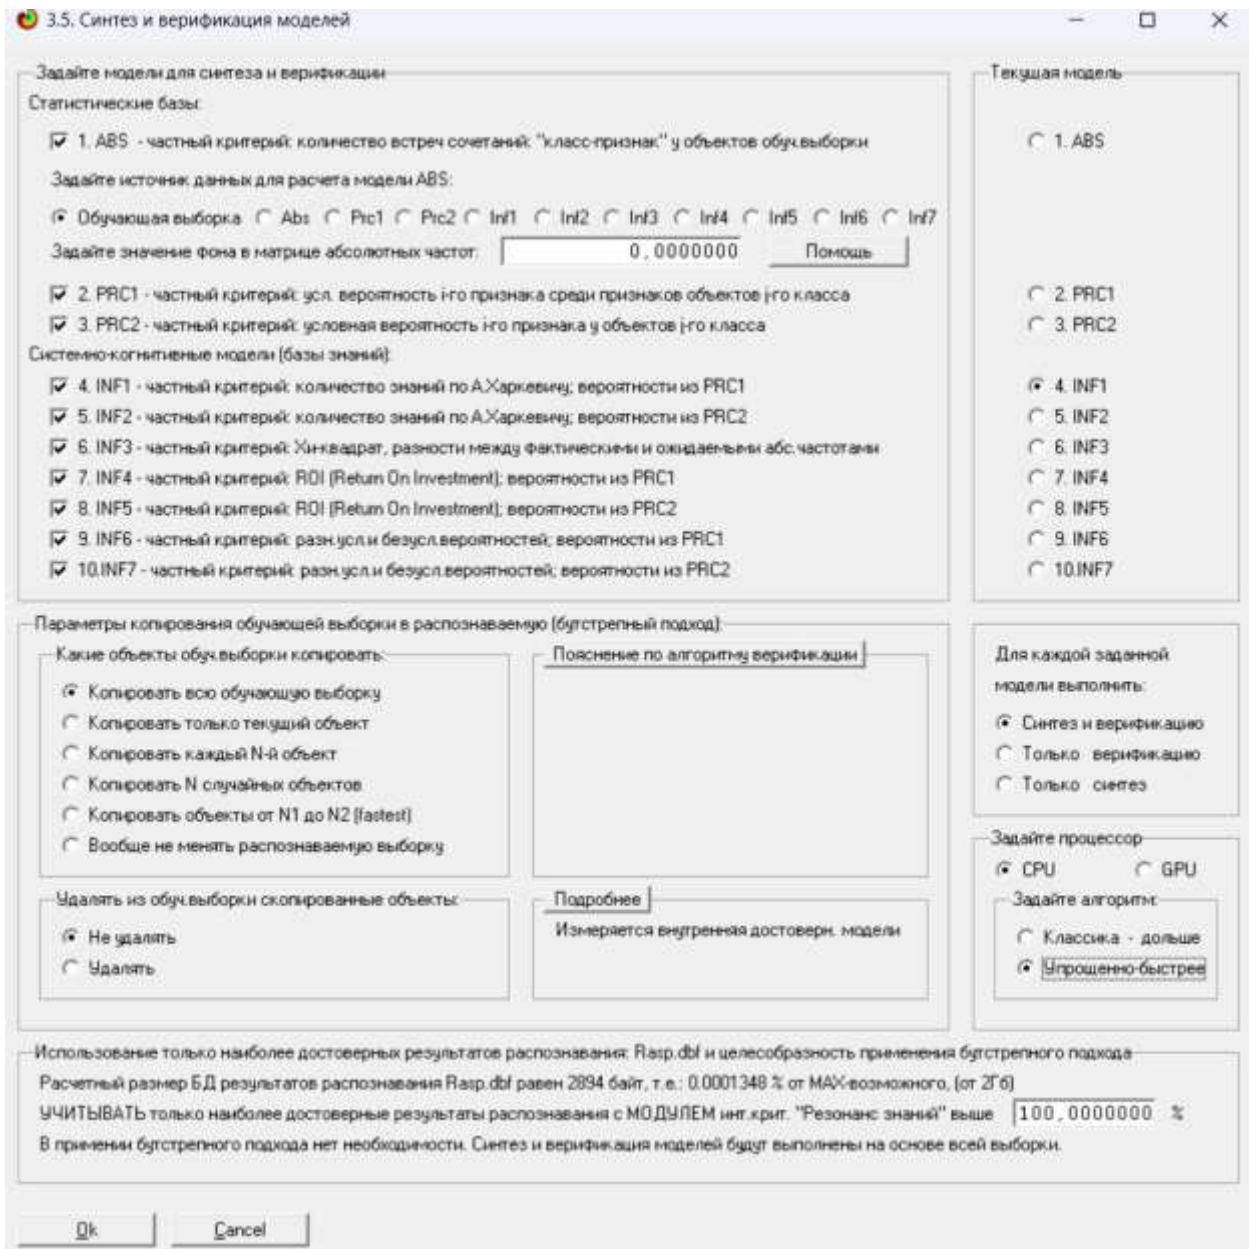 3.5. Синтез и верификация моделей
Задайте модели для синтеза и верификации
Статистические базы:
1. ABS - частный критерий: количество встреч сочетаний: "класс-признак" у объектов обуч.выборки
Задайте источник данных для расчета модели ABS:
Обучающая выборка Abs Prc1 Prc2 Inf1 Inf2 Inf3 Inf4 Inf5 Inf6 Inf7
Задайте значение фона в матрице абсолютных частот: 0,0000000 Помощь
2. PRC1 - частный критерий: усл. вероятность i-го признака среди признаков объектов j-го класса
3. PRC2 - частный критерий: условная вероятность i-го признака у объектов j-го класса
Системно-когнитивные модели (базы знаний):
4. INF1 - частный критерий: количество знаний по А.Харкевичу; вероятности из PRC1
5. INF2 - частный критерий: количество знаний по А.Харкевичу; вероятности из PRC2
6. INF3 - частный критерий: Хи-квадрат, разности между фактическими и ожидаемыми абс.частотами
7. INF4 - частный критерий: ROI (Return On Investment); вероятности из PRC1
8. INF5 - частный критерий: ROI (Return On Investment); вероятности из PRC2
9. INF6 - частный критерий: разн.усл.и безусл.вероятностей; вероятности из PRC1
10.INF7 - частный критерий: разн.усл.и безусл.вероятностей; вероятности из PRC2
Текущая модель
1. ABS
2. PRC1
3. PRC2
4. INF1
5. INF2
6. INF3
7. INF4
8. INF5
9. INF6
10.INF7
Параметры копирования обучающей выборки в распознаваемую (бутстрепный подход):
Какие объекты обуч.выборки копировать:
Копировать всю обучающую выборку
Копировать только текущий объект
Копировать каждый N-й объект
Копировать N случайных объектов
Копировать объекты от N1 до N2 (fastest)
Вообще не менять распознаваемую выборку
Пояснение по алгоритму верификации
Удалять из обуч.выборки скопированные объекты:
Не удалять
Удалять
Подробнее
Измеряется внутренняя достоверн. модели
Для каждой заданной
модели выполнить:
Синтез и верификацию
Только верификацию
Только синтез
Задайте процессор
CPU GPU
Задайте алгоритм:
Классика - дольше
Упрощенно-быстрее
Использование только наиболее достоверных результатов распознавания: Rasp.dbf и целесобразность применения бутстрепного подхода
Расчетный размер БД результатов распознавания Rasp.dbf равен 2894 байт, т.е.: 0.0001348 % от MAX-возможного, (от 2Гб)
УЧИТЫВАТЬ только наиболее достоверные результаты распознавания с МОДУЛЕМ инт.крит. "Резонанс знаний" выше 100,0000000 %
В примении бутстрепного подхода нет необходимости. Синтез и верификация моделей будут выполнены на основе всей выборки.
Ok Cancel